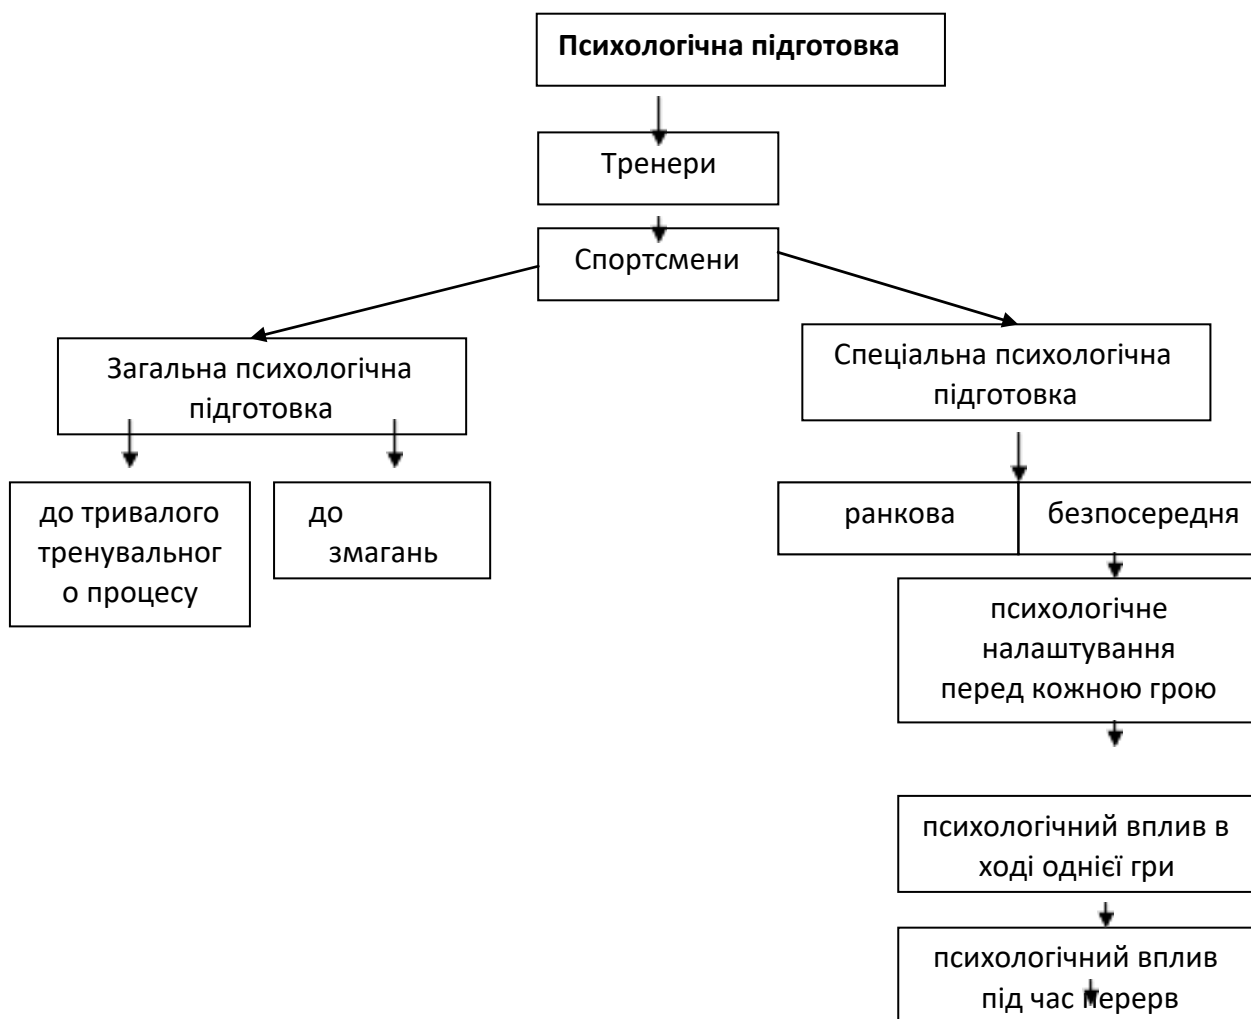 Психологічна підготовка
Тренери
Спортсмени
Загальна психологічна
підготовка
Спеціальна психологічна
підготовка
до тривалого
тренувальног
о процесу
до
змагань
ранкова
безпосередня
психологічне
налаштування
перед кожною грою
психологічний вплив в
ході однієї гри
психологічний вплив
під час перерв